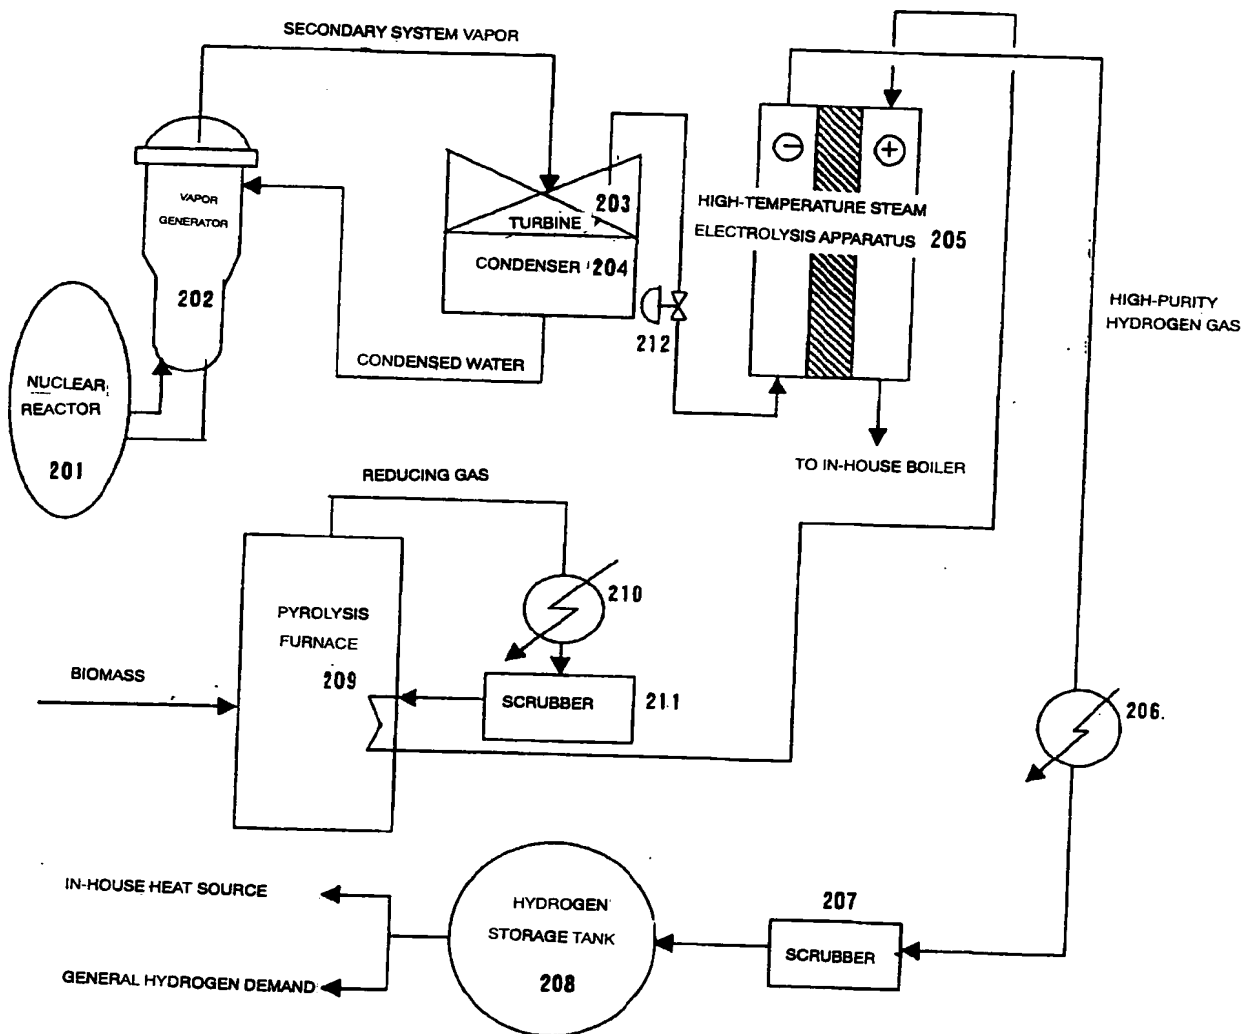 SECONDARY SYSTEM VAPOR
VAPOR
GENERATOR
202
203
TURBINE
CONDENSER 204
HIGH-TEMPERATURE STEAM
ELECTROLYSIS APPARATUS 205
− +
212
CONDENSED WATER
NUCLEAR
REACTOR
201
HIGH-PURITY
HYDROGEN GAS
TO IN-HOUSE BOILER
REDUCING GAS
PYROLYSIS
FURNACE
209
210
BIOMASS
SCRUBBER
211
206.
IN-HOUSE HEAT SOURCE
GENERAL HYDROGEN DEMAND
HYDROGEN
STORAGE TANK
208
207
SCRUBBER